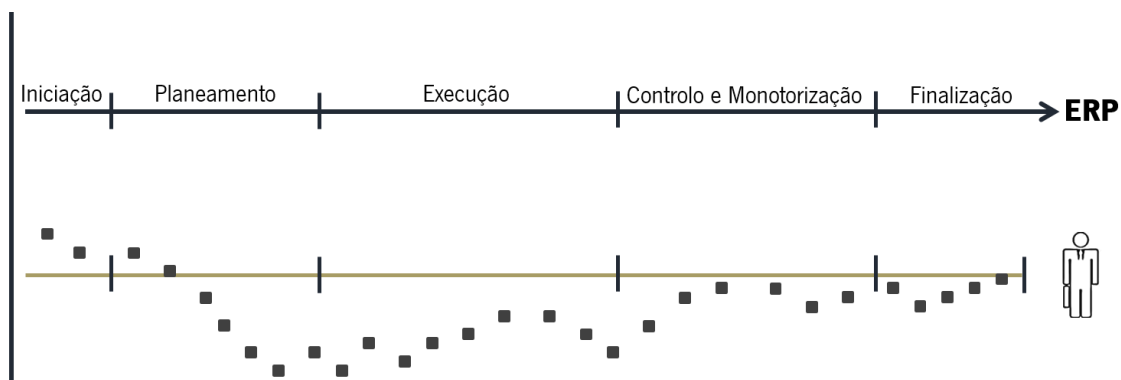 Iniciação
Planeamento
Execução
Controlo e Monotorização
Finalização
ERP